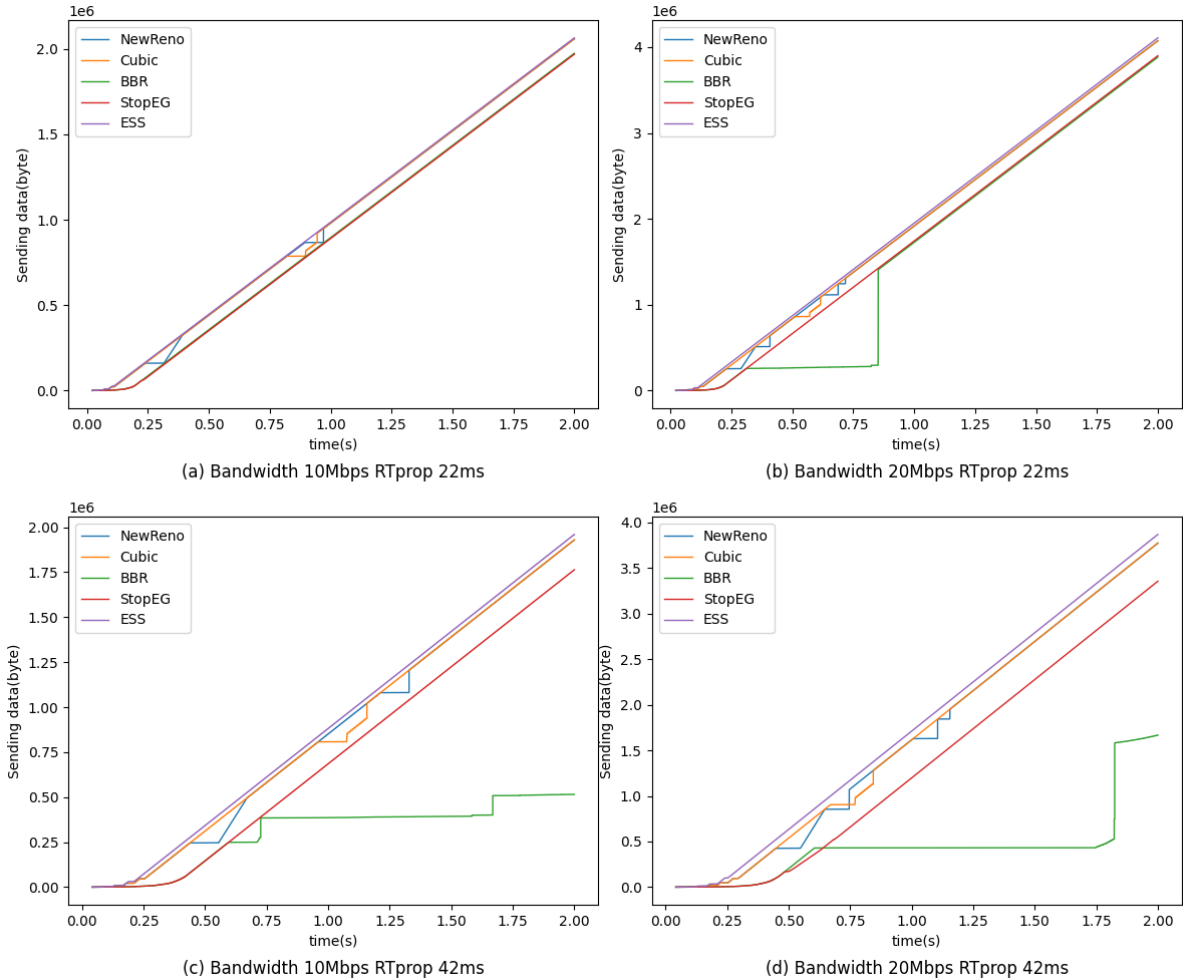 1e6
2.0
1.5
1.0
0.5
0.0
Sending data(byte)
NewReno
Cubic
BBR
StopEG
ESS
0.00 0.25 0.50 0.75 1.00 1.25 1.50 1.75 2.00
time(s)
(a) Bandwidth 10Mbps RTprop 22ms
1e6
4
3
2
1
0
Sending data(byte)
NewReno
Cubic
BBR
StopEG
ESS
0.00 0.25 0.50 0.75 1.00 1.25 1.50 1.75 2.00
time(s)
(b) Bandwidth 20Mbps RTprop 22ms
1e6
2.00
1.75
1.50
1.25
1.00
0.75
0.50
0.25
0.00
Sending data(byte)
NewReno
Cubic
BBR
StopEG
ESS
0.00 0.25 0.50 0.75 1.00 1.25 1.50 1.75 2.00
time(s)
(c) Bandwidth 10Mbps RTprop 42ms
1e6
4.0
3.5
3.0
2.5
2.0
1.5
1.0
0.5
0.0
Sending data(byte)
NewReno
Cubic
BBR
StopEG
ESS
0.00 0.25 0.50 0.75 1.00 1.25 1.50 1.75 2.00
time(s)
(d) Bandwidth 20Mbps RTprop 42ms